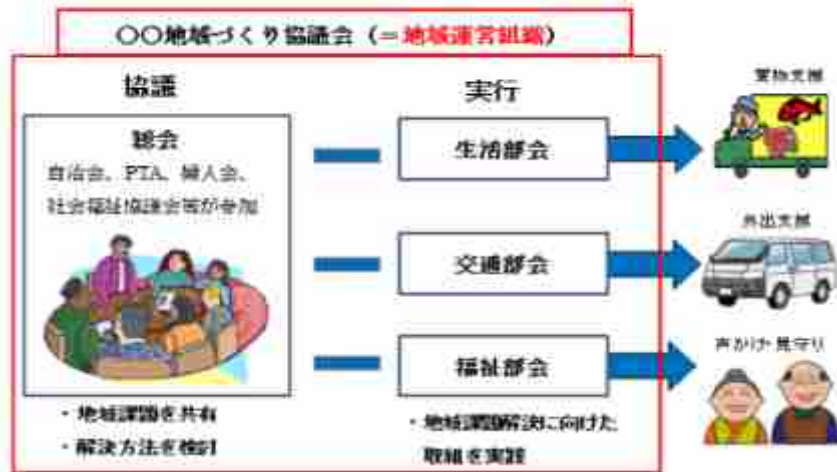 〇〇地域づくり協議会（＝地域運営組織）
協議
総会
自治会、PTA、婦人会、
社会福祉協議会等が参加
・地域課題を共有
・解決方法を検討
実行
生活部会
交通部会
福祉部会
・地域課題解決に向けた
取組を実践
買物支援
外出支援
声かけ・見守り